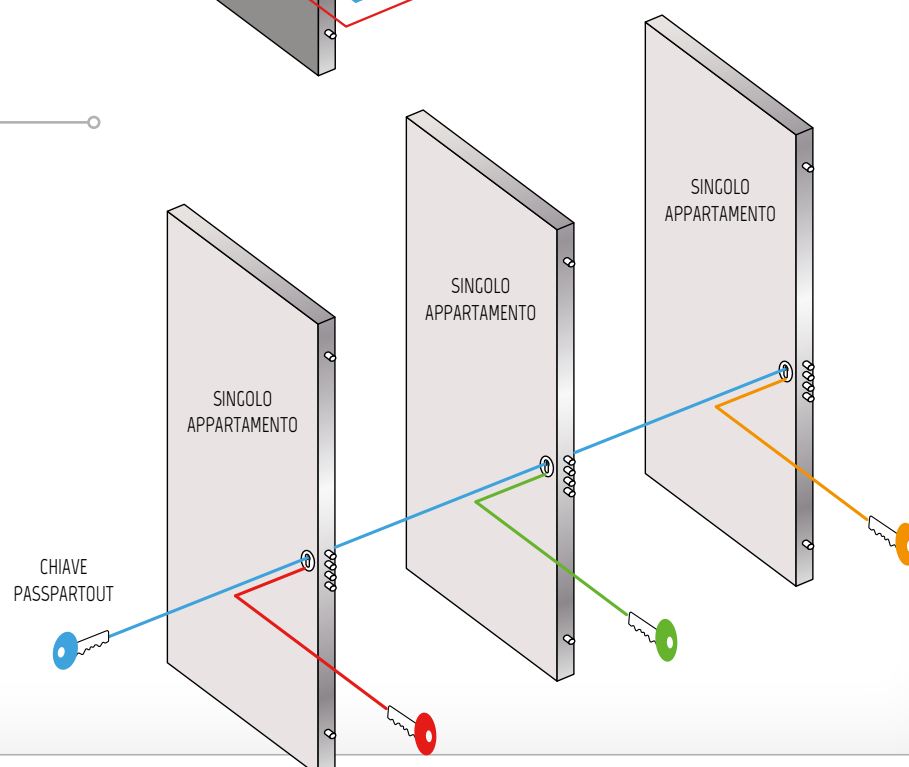 SINGOLO
APPARTAMENTO
SINGOLO
APPARTAMENTO
SINGOLO
APPARTAMENTO
CHIAVE
PASSPARTOUT